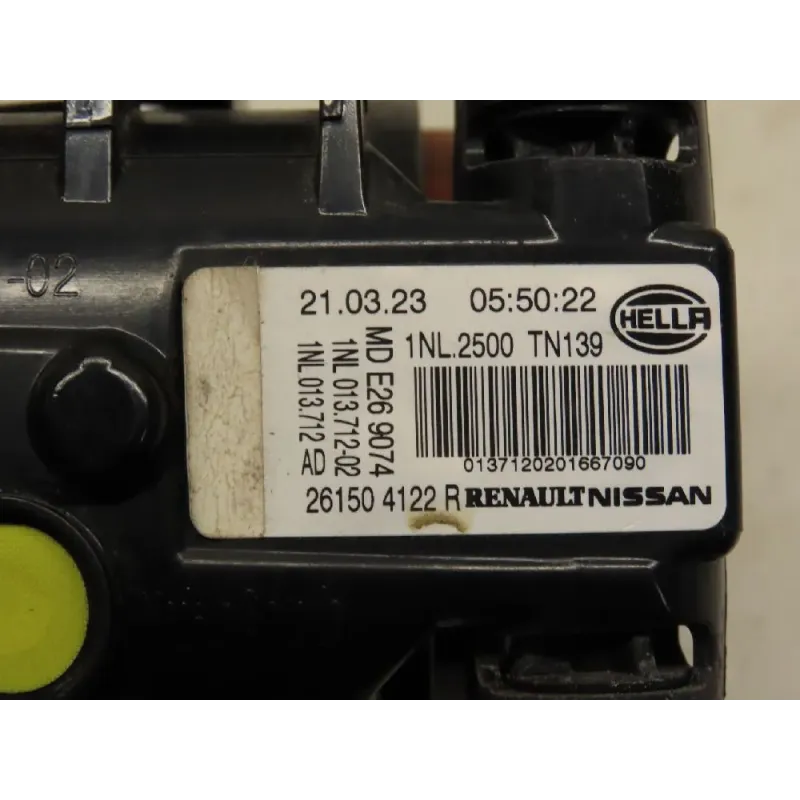 -02
21.03.23 05:50:22
HELLA
1NL.2500 TN139
MD E26 9074
1NL 013.712-02
1NL.013.712 AD
0137120201667090
26150 4122 R RENAULT NISSAN